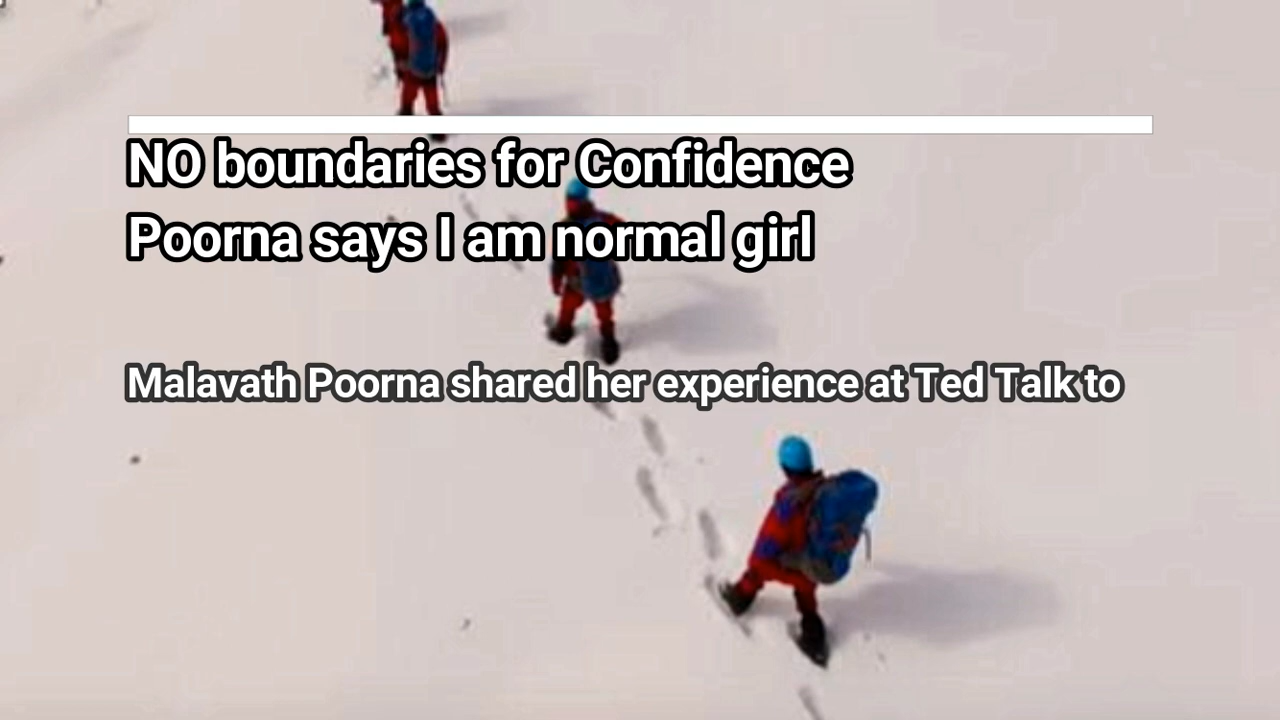 NO boundaries for Confidence
Poorna says I am normal girl
Malavath Poorna shared her experience at Ted Talk to